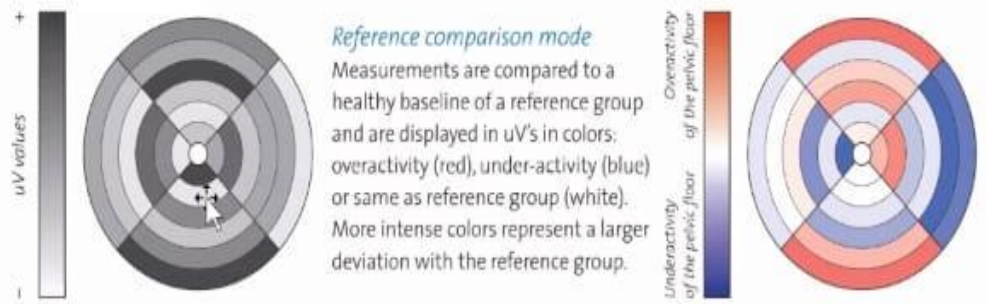 +
uV values
–
Reference comparison mode
Measurements are compared to a
healthy baseline of a reference group
and are displayed in uV's in colors:
overactivity (red), under-activity (blue)
or same as reference group (white).
More intense colors represent a larger
deviation with the reference group.
Overactivity
of the pelvic floor
Underactivity
of the pelvic floor